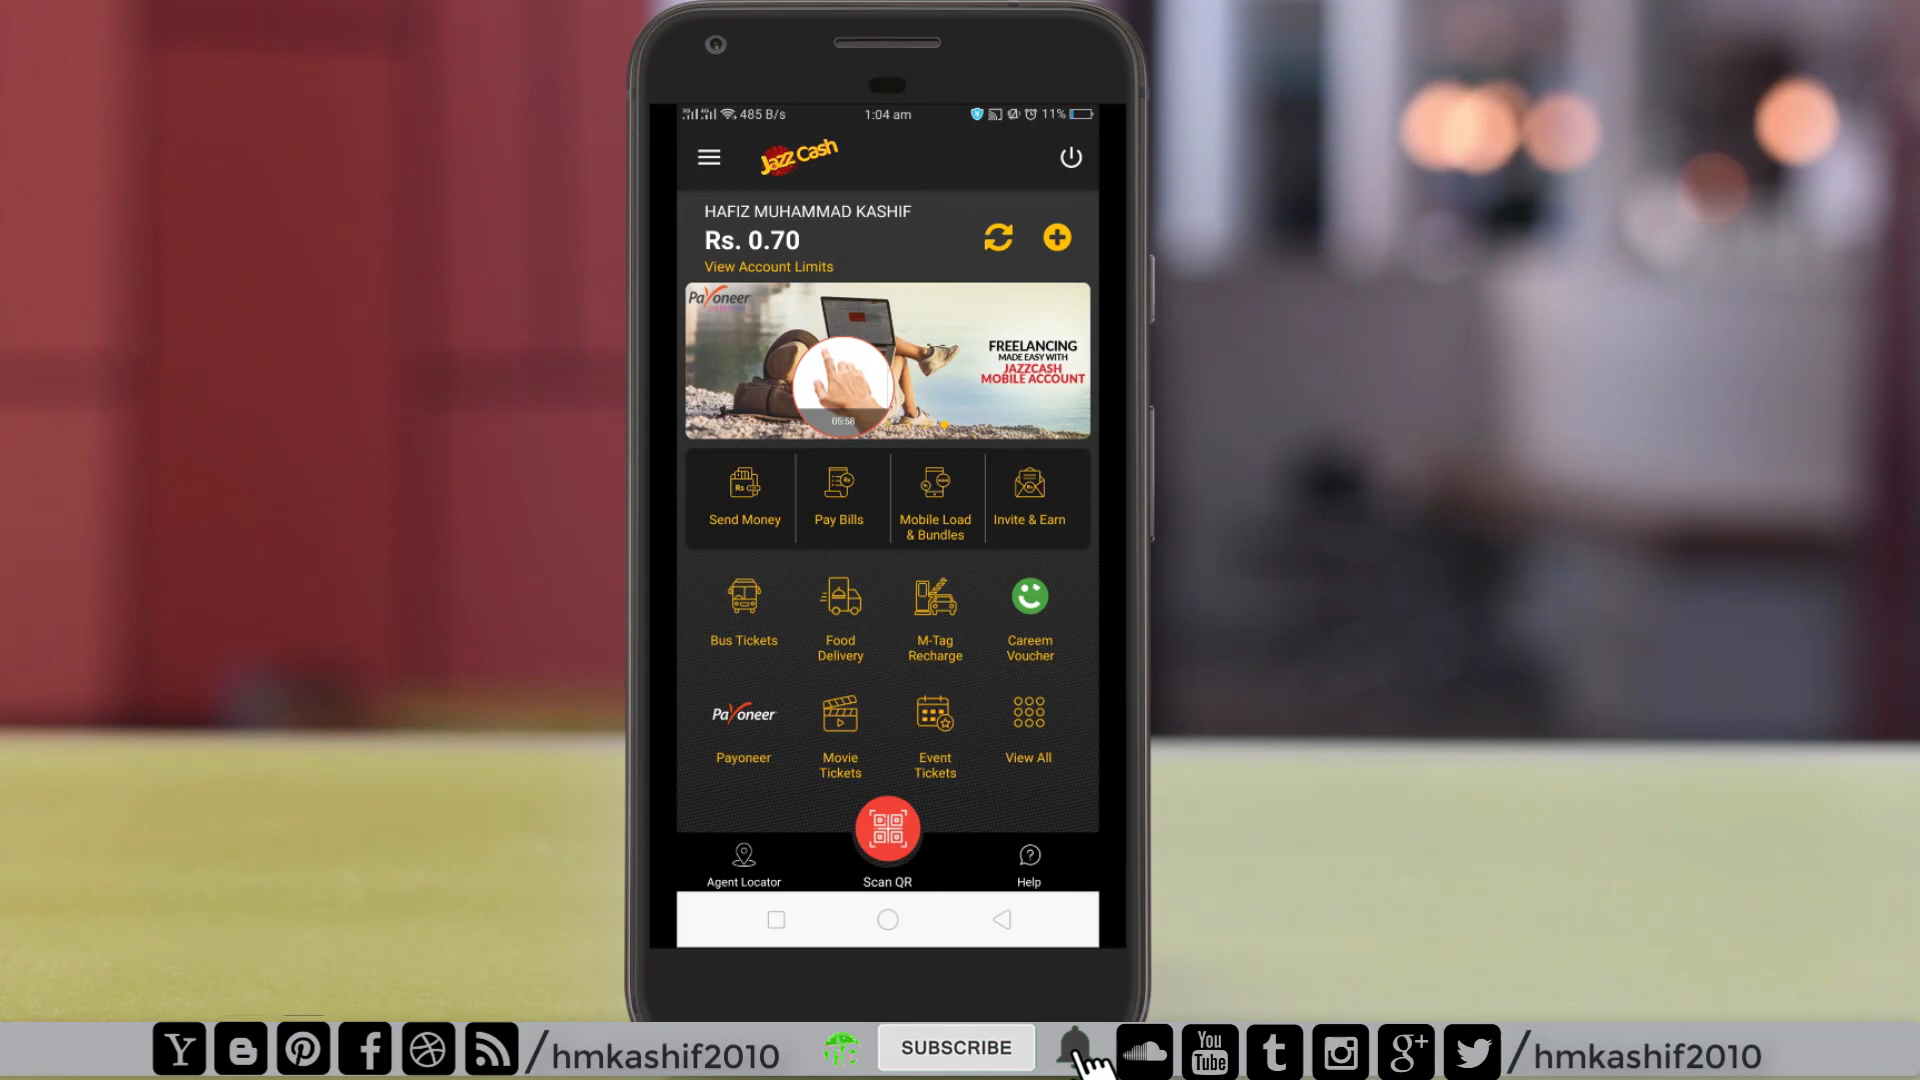 485 B/s
1:04 am
11%
Jazz Cash
HAFIZ MUHAMMAD KASHIF
Rs. 0.70
View Account Limits
Payoneer
FREELANCING
MADE EASY WITH
JAZZCASH
MOBILE ACCOUNT
05:58
Send Money
Pay Bills
Mobile Load
& Bundles
Invite & Earn
Bus Tickets
Food
Delivery
M-Tag
Recharge
Careem
Voucher
Payoneer
Payoneer
Movie
Tickets
Event
Tickets
View All
Agent Locator
Scan QR
Help
/hmkashif2010
SUBSCRIBE
You
Tube
/hmkashif2010